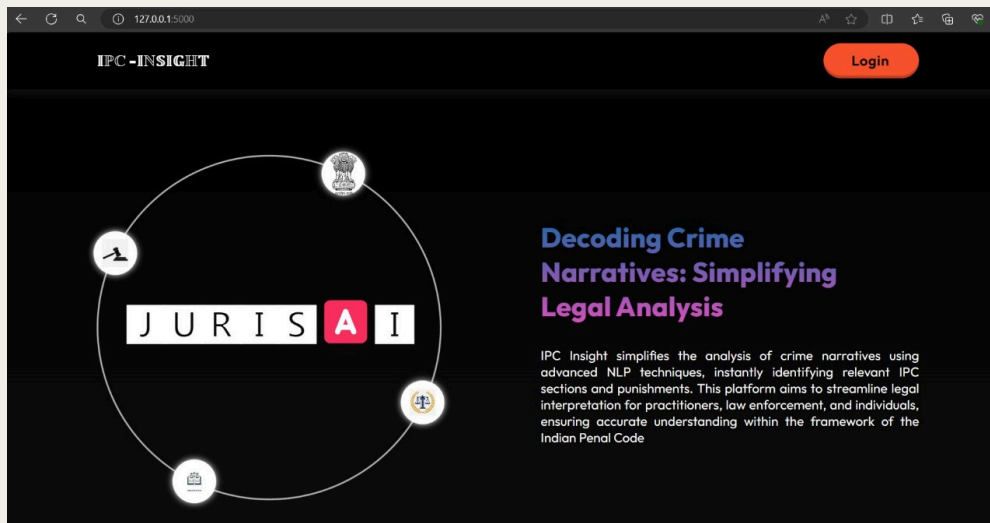 127.0.0.1:5000
IPC-INSIGHT
Login
JURISAI
Decoding Crime
Narratives: Simplifying
Legal Analysis
IPC Insight simplifies the analysis of crime narratives using
advanced NLP techniques, instantly identifying relevant IPC
sections and punishments. This platform aims to streamline legal
interpretation for practitioners, law enforcement, and individuals,
ensuring accurate understanding within the framework of the
Indian Penal Code